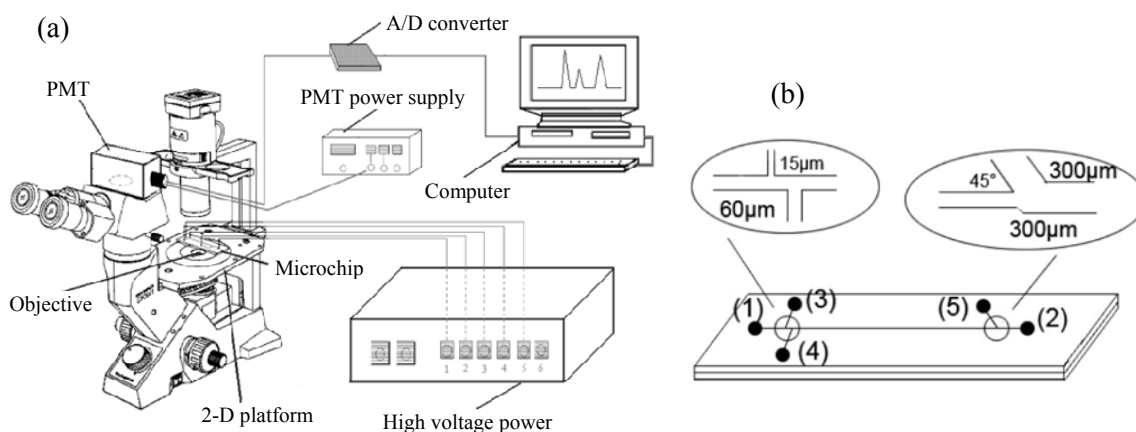 (a)
A/D converter
PMT
PMT power supply
Computer
Microchip
Objective
2-D platform
1 2 3 4 5 6
High voltage power
(b)
15μm
60μm
45°
300μm
300μm
(1)
(3)
(4)
(5)
(2)